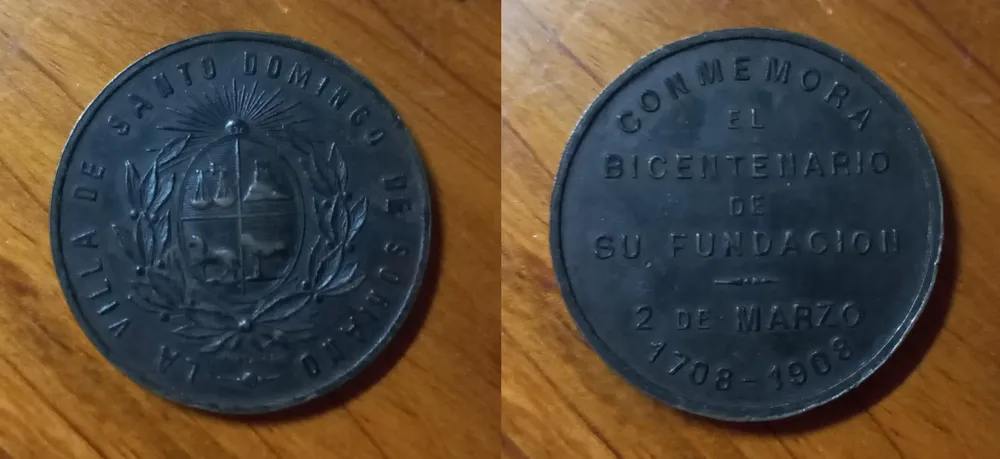 LA VILLA DE SANTO DOMINGO DE SORIANO
CONMEMORA
EL
BICENTENARIO
DE
SU FUNDACION
2 DE MARZO
1708-1908